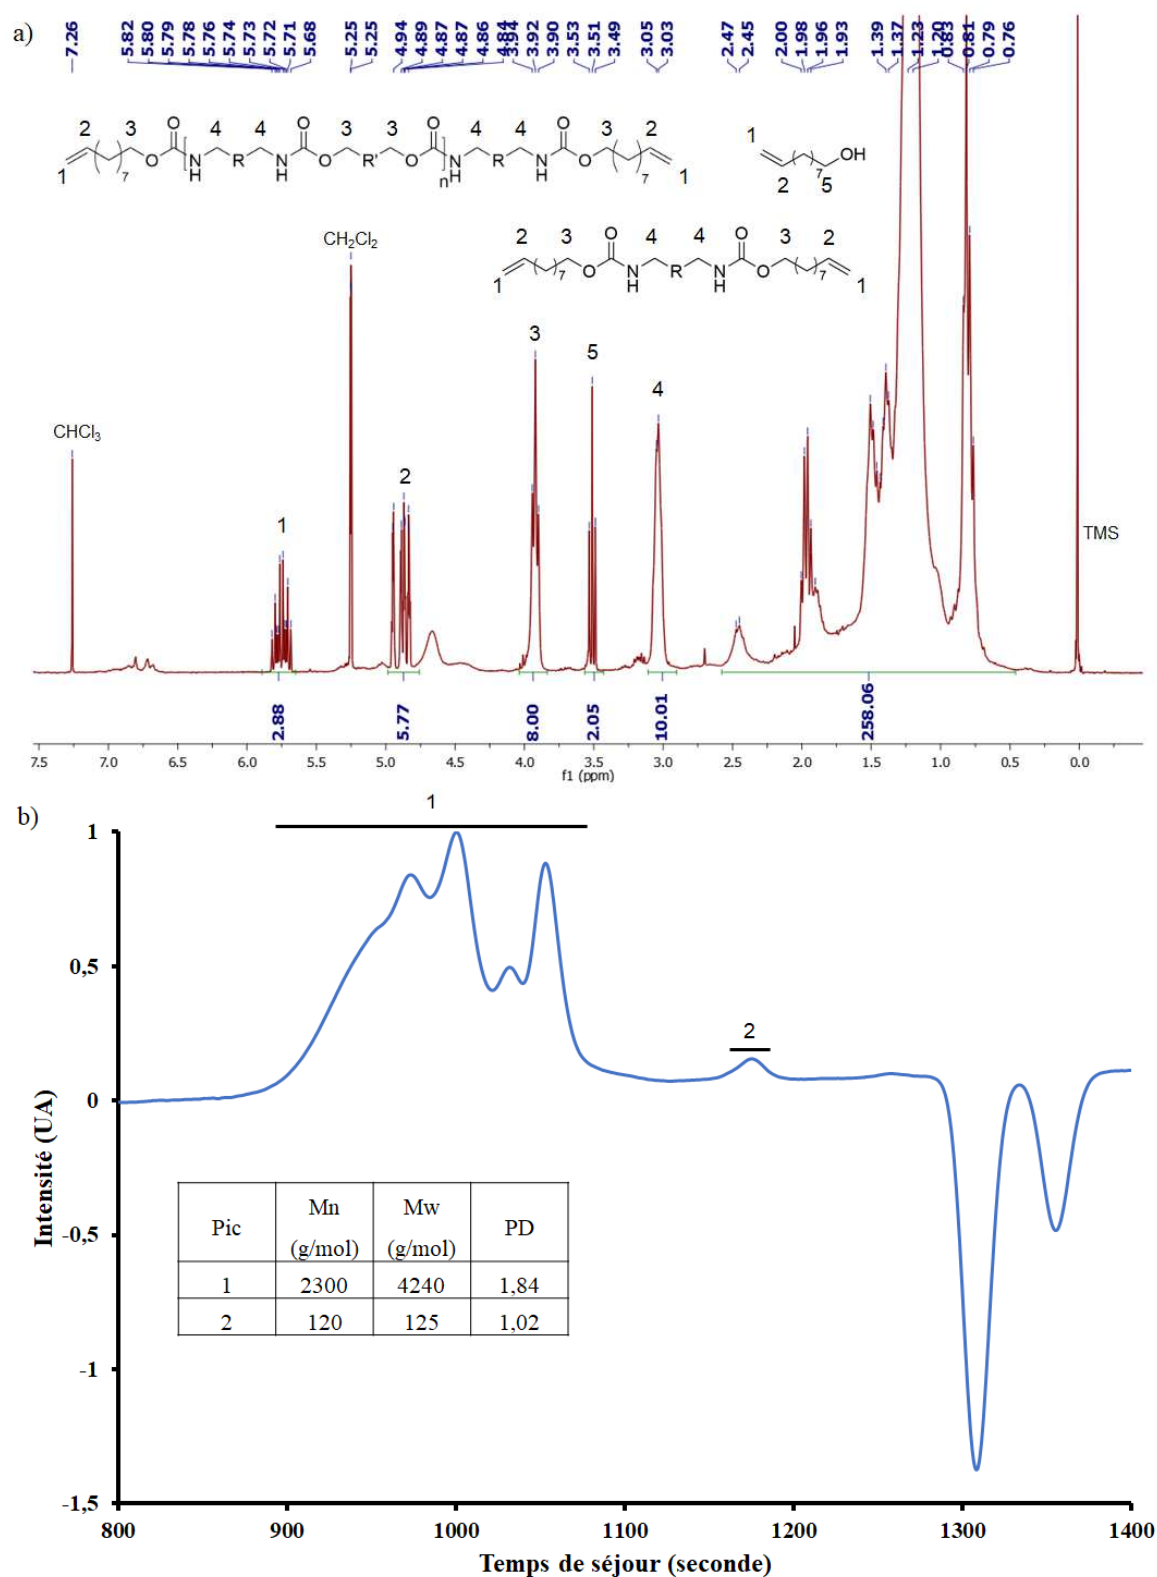 a)
7.26 5.82 5.80 5.79 5.78 5.76 5.74 5.73 5.72 5.71 5.68 5.25 5.25 4.94 4.89 4.87 4.87 4.86 4.84 3.94 3.92 3.90 3.53 3.51 3.49 3.05 3.03 2.47 2.45 2.00 1.98 1.96 1.93 1.39 1.37 1.23 1.20 0.83 0.81 0.79 0.76
2 3 O 4 4 O 3 3 O 4 4 O 3 2
1 7 O N H R N H O R' O n N H R N H O 7 1
1 2 7 5 OH
CH₂Cl₂
2 3 O 4 4 O 3 2
1 7 O N H R N H O 7 1
3
5
4
CHCl₃
2
1
TMS
2.88 5.77 8.00 2.05 10.01 258.06
7.5 7.0 6.5 6.0 5.5 5.0 4.5 4.0 3.5 3.0 2.5 2.0 1.5 1.0 0.5 0.0
f1 (ppm)
b)
1
2
1
0,5
0
-0,5
-1
-1,5
Intensité (UA)
Pic Mn (g/mol) Mw (g/mol) PD
1 2300 4240 1,84
2 120 125 1,02
800 900 1000 1100 1200 1300 1400
Temps de séjour (seconde)